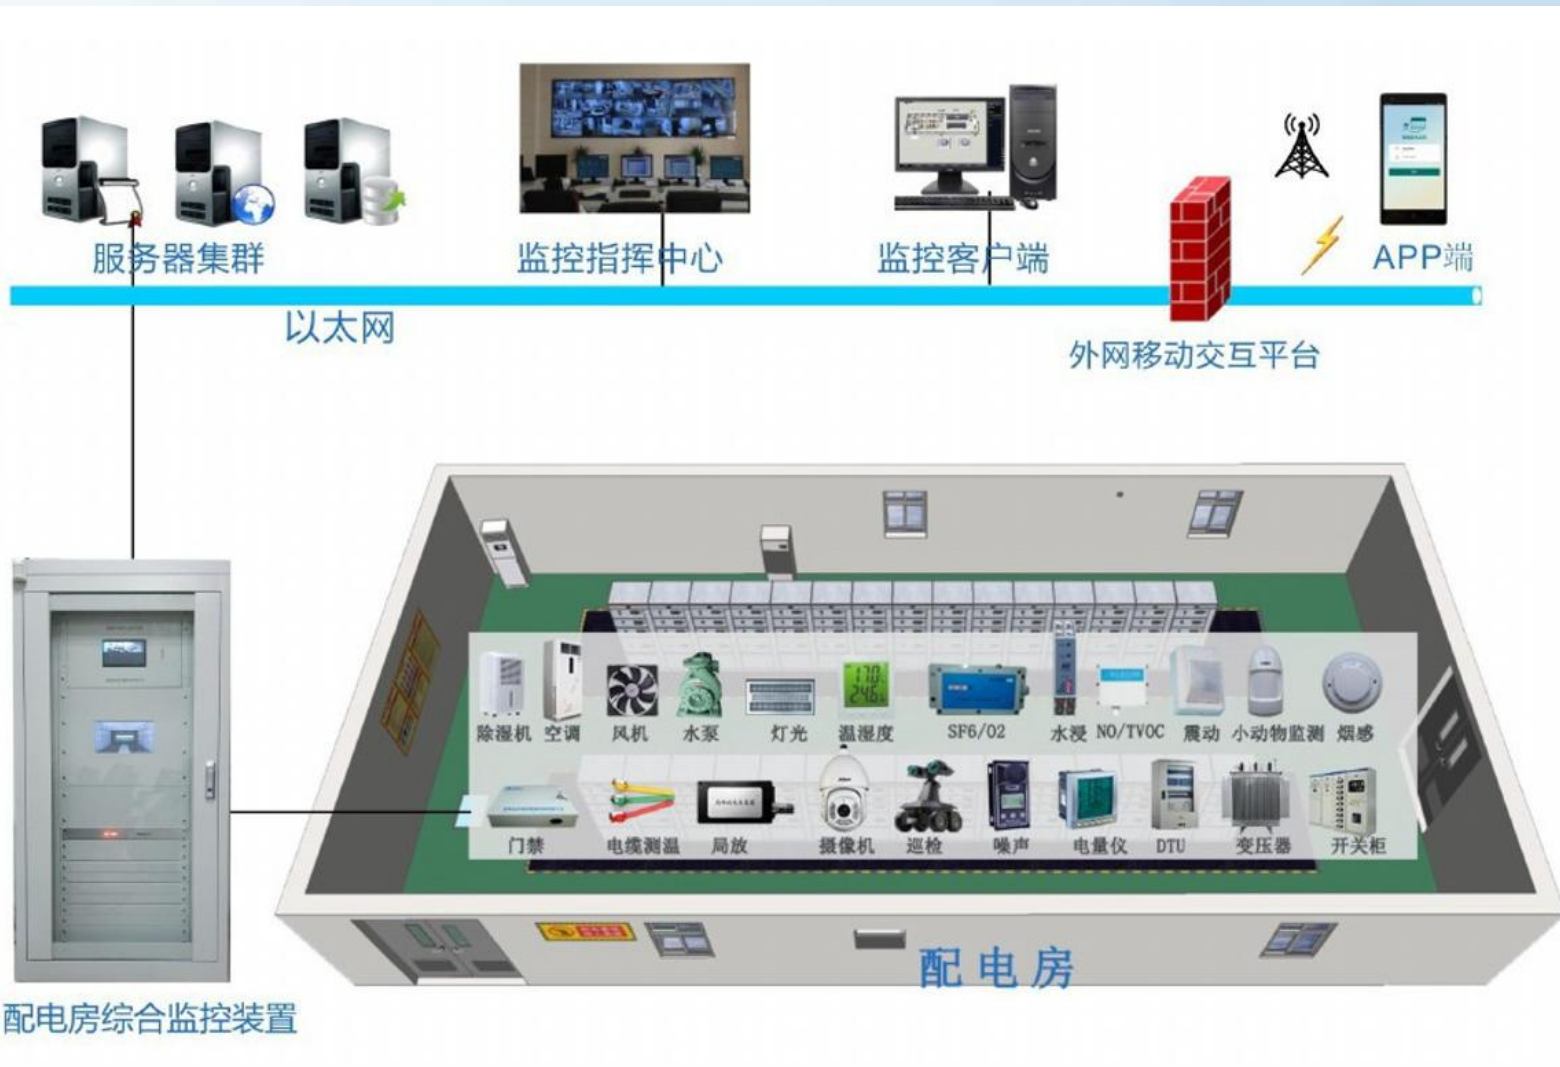 服务器集群
监控指挥中心
监控客户端
APP端
以太网
外网移动交互平台
除湿机 空调 风机 水泵 灯光 温湿度 SF6/O2 水浸 NO/TVOC 震动 小动物监测 烟感
门禁 电缆测温 局放 摄像机 巡检 噪声 电量仪 DTU 变压器 开关柜
配电房
配电房综合监控装置